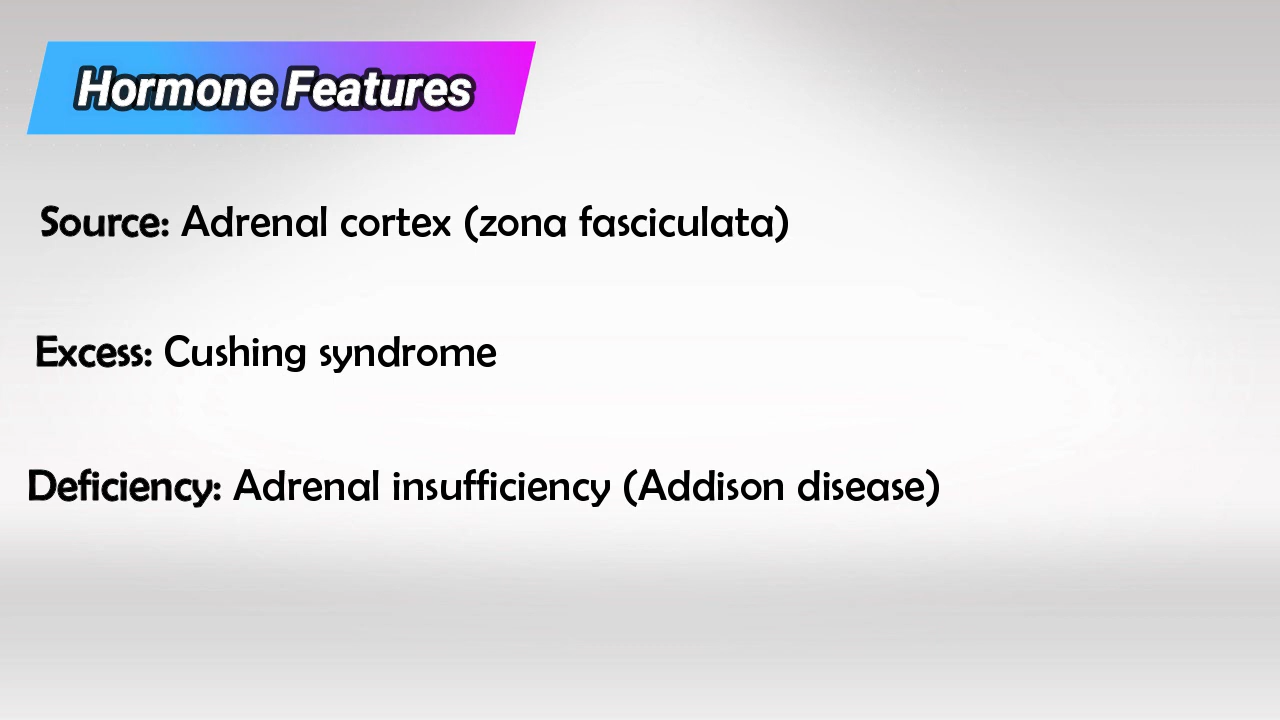 Hormone Features
Source: Adrenal cortex (zona fasciculata)
Excess: Cushing syndrome
Deficiency: Adrenal insufficiency (Addison disease)